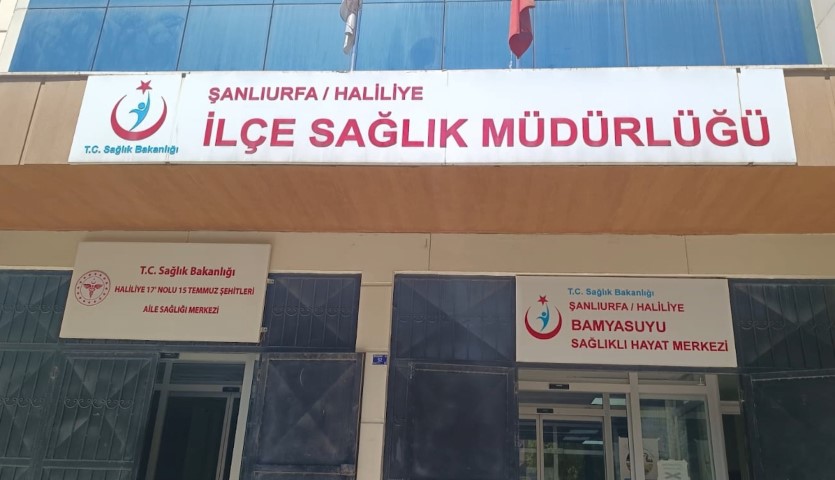 ŞANLIURFA / HALİLİYE
İLÇE SAĞLIK MÜDÜRLÜĞÜ
T.C. Sağlık Bakanlığı
T.C. Sağlık Bakanlığı
HALİLİYE 17' NOLU 15 TEMMUZ ŞEHİTLERİ
AİLE SAĞLIĞI MERKEZİ
T.C. Sağlık Bakanlığı
ŞANLIURFA / HALİLİYE
BAMYASUYU
SAĞLIKLI HAYAT MERKEZİ